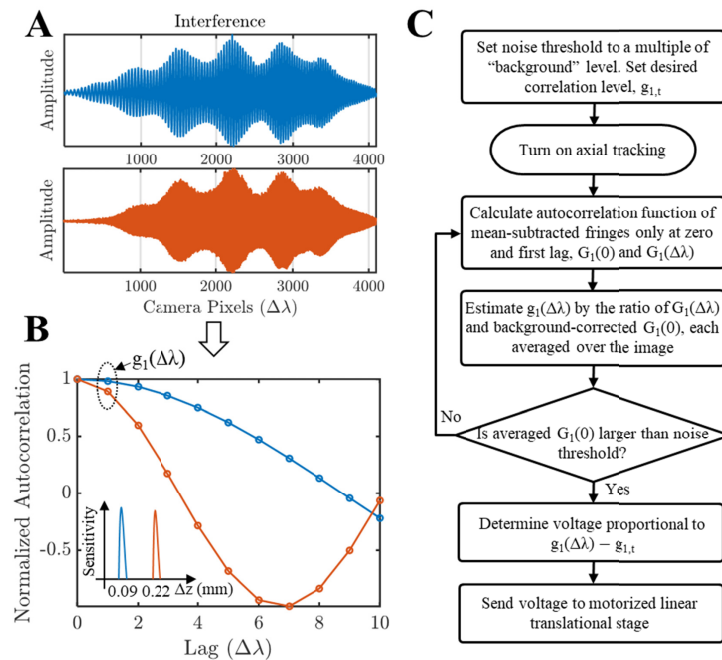 A
Interference
Amplitude
1000 2000 3000 4000
Amplitude
1000 2000 3000 4000
Camera Pixels (Δλ)
B
g₁(Δλ)
Normalized Autocorrelation
1
0.5
0
-0.5
Sensitivity
0.09 0.22 Δz (mm)
0 2 4 6 8 10
Lag (Δλ)
C
Set noise threshold to a multiple of
“background” level. Set desired
correlation level, g₁,ₜ
Turn on axial tracking
Calculate autocorrelation function of
mean-subtracted fringes only at zero
and first lag, G₁(0) and G₁(Δλ)
Estimate g₁(Δλ) by the ratio of G₁(Δλ)
and background-corrected G₁(0), each
averaged over the image
No
Is averaged G₁(0) larger than noise
threshold?
Yes
Determine voltage proportional to
g₁(Δλ) − g₁,ₜ
Send voltage to motorized linear
translational stage